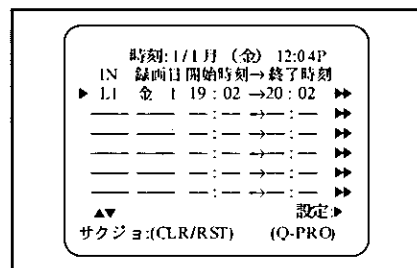 時刻:1/1月 (金) 12:04P
IN 録画日 開始時刻→終了時刻
▶ L1 金 1 19:02 →20:02 ▶▶
—— —— —:— →—:— ▶▶
—— —— —:— →—:— ▶▶
—— —— —:— →—:— ▶▶
—— —— —:— →—:— ▶▶
—— —— —:— →—:— ▶▶
▲▼ 設定:▶
サクジョ:(CLR/RST) (Q-PRO)